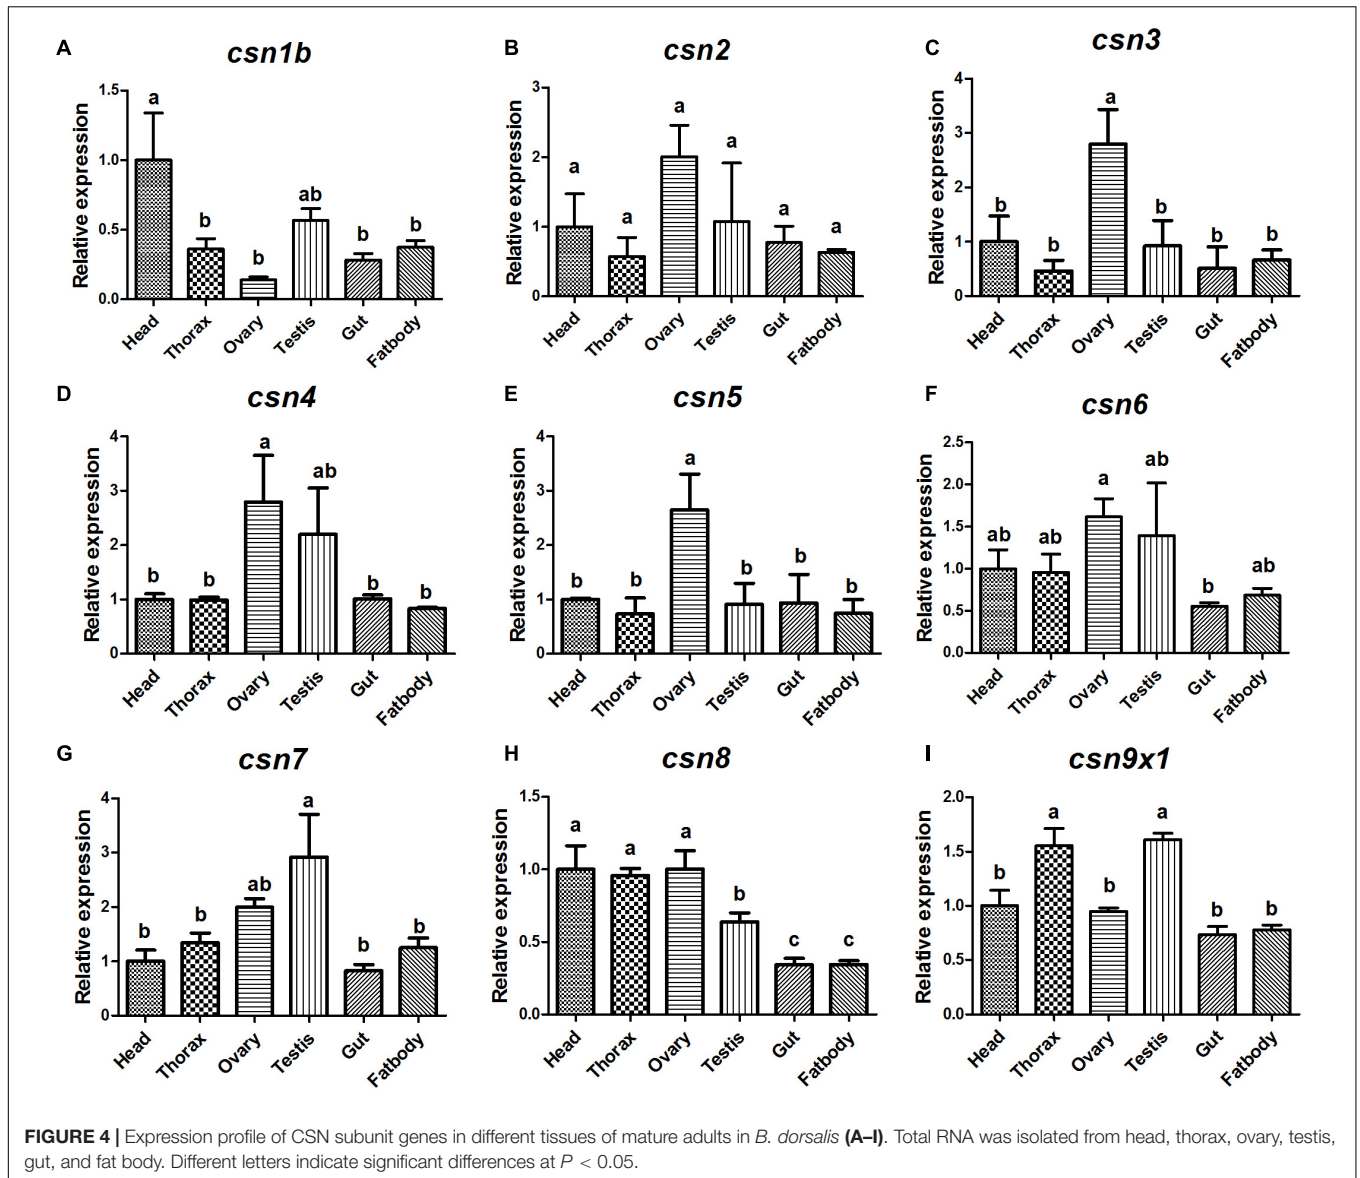 A
csn1b
Relative expression
1.5
1.0
0.5
0.0
a
b
b
ab
b
b
Head
Thorax
Ovary
Testis
Gut
Fatbody
B
csn2
Relative expression
3
2
1
0
a
a
a
a
a
a
Head
Thorax
Ovary
Testis
Gut
Fatbody
C
csn3
Relative expression
4
3
2
1
0
b
b
a
b
b
b
Head
Thorax
Ovary
Testis
Gut
Fatbody
D
csn4
Relative expression
4
3
2
1
0
b
b
a
ab
b
b
Head
Thorax
Ovary
Testis
Gut
Fatbody
E
csn5
Relative expression
4
3
2
1
0
b
b
a
b
b
b
Head
Thorax
Ovary
Testis
Gut
Fatbody
F
csn6
Relative expression
2.5
2.0
1.5
1.0
0.5
0.0
ab
ab
a
ab
b
ab
Head
Thorax
Ovary
Testis
Gut
Fatbody
G
csn7
Relative expression
4
3
2
1
0
b
b
ab
a
b
b
Head
Thorax
Ovary
Testis
Gut
Fatbody
H
csn8
Relative expression
1.5
1.0
0.5
0.0
a
a
a
b
c
c
Head
Thorax
Ovary
Testis
Gut
Fatbody
I
csn9x1
Relative expression
2.0
1.5
1.0
0.5
0.0
b
a
b
a
b
b
Head
Thorax
Ovary
Testis
Gut
Fatbody
FIGURE 4 | Expression profile of CSN subunit genes in different tissues of mature adults in B. dorsalis (A–I). Total RNA was isolated from head, thorax, ovary, testis,
gut, and fat body. Different letters indicate significant differences at P < 0.05.